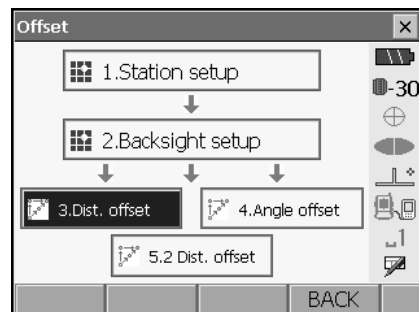 Offset
1.Station setup
-30
2.Backsight setup
3.Dist. offset
4.Angle offset
5.2 Dist. offset
1
BACK